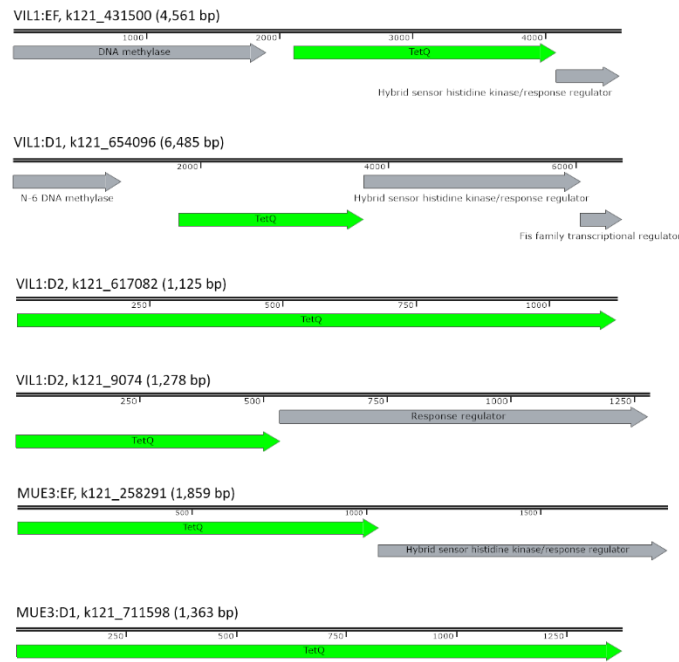 VIL1:EF, k121_431500 (4,561 bp)
1000 2000 3000 4000
DNA methylase TetQ
Hybrid sensor histidine kinase/response regulator
VIL1:D1, k121_654096 (6,485 bp)
2000 4000 6000
N-6 DNA methylase Hybrid sensor histidine kinase/response regulator
TetQ
Fis family transcriptional regulator
VIL1:D2, k121_617082 (1,125 bp)
250 500 750 1000
TetQ
VIL1:D2, k121_9074 (1,278 bp)
250 500 750 1000 1250
Response regulator
TetQ
MUE3:EF, k121_258291 (1,859 bp)
500 1000 1500
TetQ
Hybrid sensor histidine kinase/response regulator
MUE3:D1, k121_711598 (1,363 bp)
250 500 750 1000 1250
TetQ